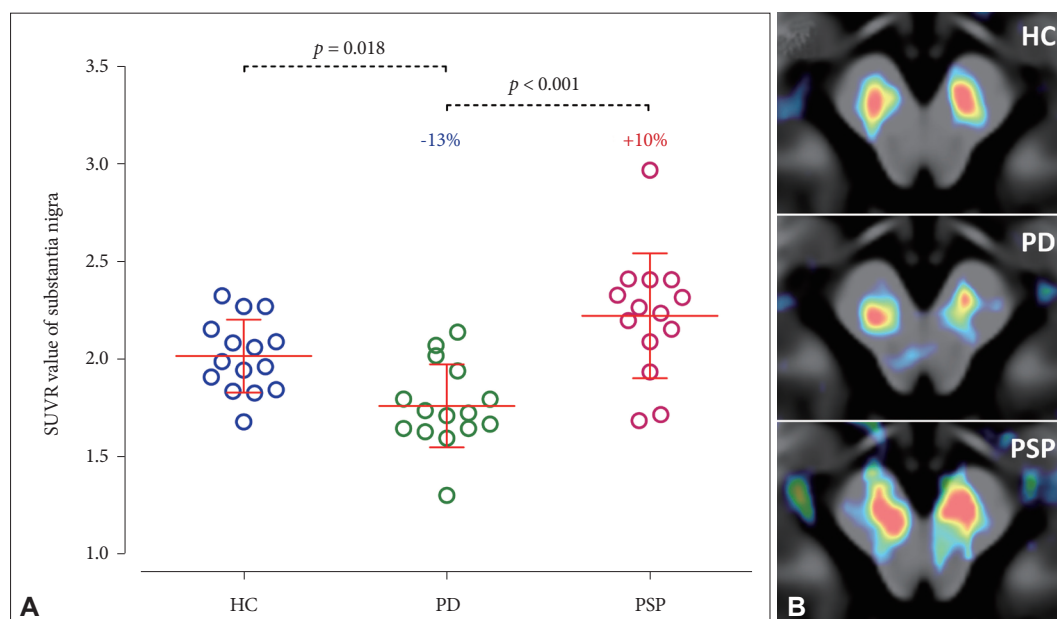 p = 0.018
p < 0.001
-13%
+10%
SUVR value of substantia nigra
3.5
3.0
2.5
2.0
1.5
1.0
HC
PD
PSP
A
HC
PD
PSP
B